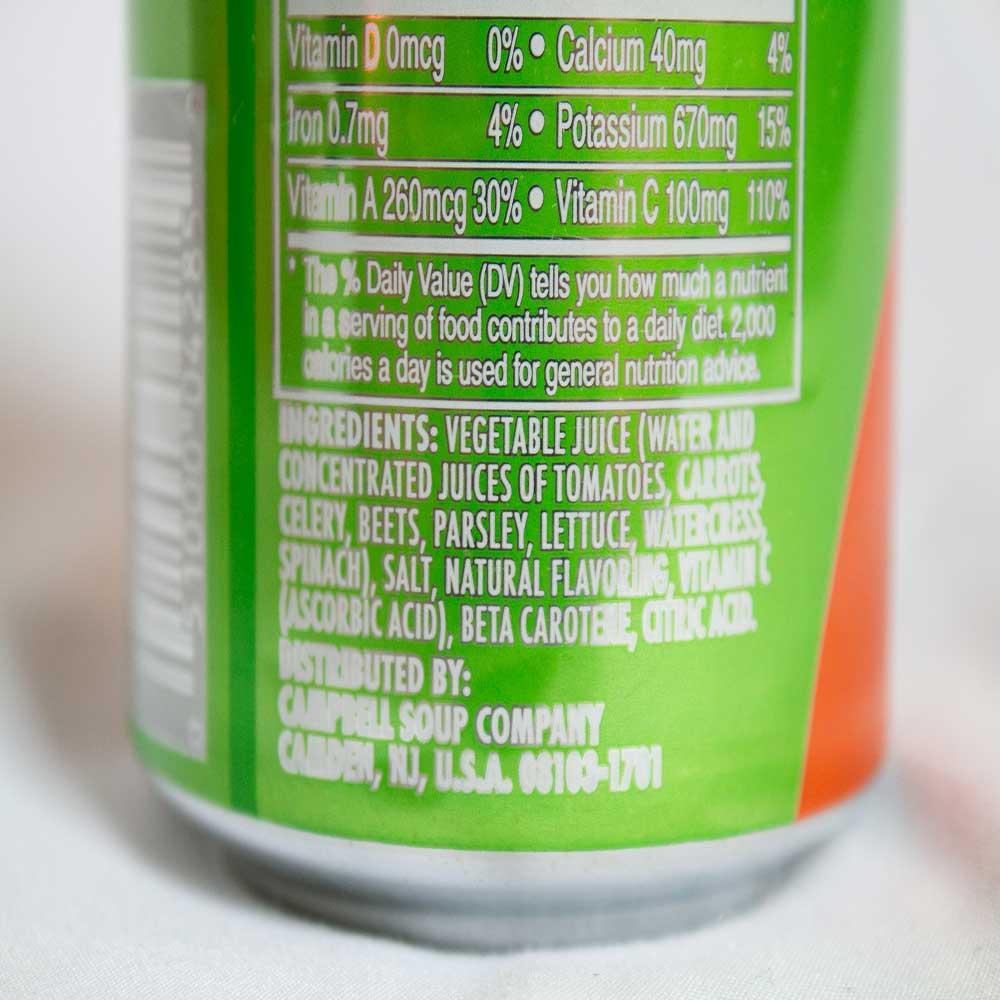 Vitamin D 0mcg 0% • Calcium 40mg 4%
Iron 0.7mg 4% • Potassium 670mg 15%
Vitamin A 260mcg 30% • Vitamin C 100mg 110%
* The % Daily Value (DV) tells you how much a nutrient
in a serving of food contributes to a daily diet. 2,000
calories a day is used for general nutrition advice.
INGREDIENTS: VEGETABLE JUICE (WATER AND
CONCENTRATED JUICES OF TOMATOES, CARROTS,
CELERY, BEETS, PARSLEY, LETTUCE, WATERCRESS,
SPINACH), SALT, NATURAL FLAVORING, VITAMIN C
(ASCORBIC ACID), BETA CAROTENE, CITRIC ACID.
DISTRIBUTED BY:
CAMPBELL SOUP COMPANY
CAMDEN, NJ, U.S.A. 08103-1701